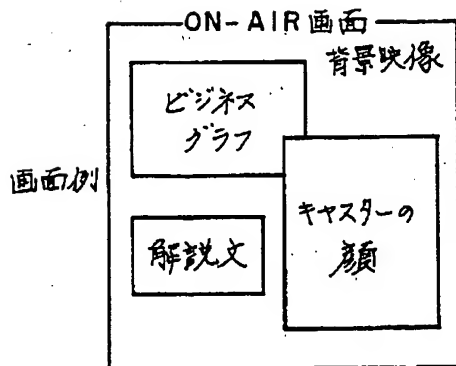 ON-AIR画面
背景映像
ビジネス
グラフ
画面例
キャスターの
顔
解説文